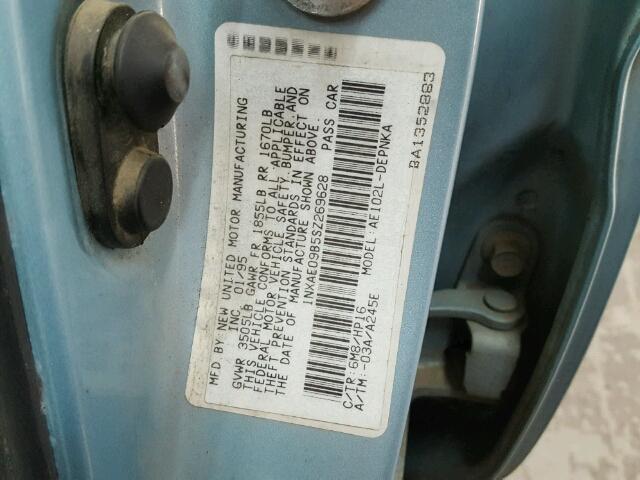 MFD. BY NEW UNITED MOTOR MANUFACTURING
INC. 01/95
GVWR 3505LB GAWR FR 1855LB RR 1670LB
THIS VEHICLE CONFORMS TO ALL APPLICABLE
FEDERAL MOTOR VEHICLE SAFETY, BUMPER, AND
THEFT PREVENTION STANDARDS IN EFFECT ON
THE DATE OF MANUFACTURE SHOWN ABOVE.
1NXAE09B5SZ269628 PASS CAR
C/TR: 6M8/HP16 MODEL: AE102L-DEPNKA
A/TM: -03A/A245E
BA1352883